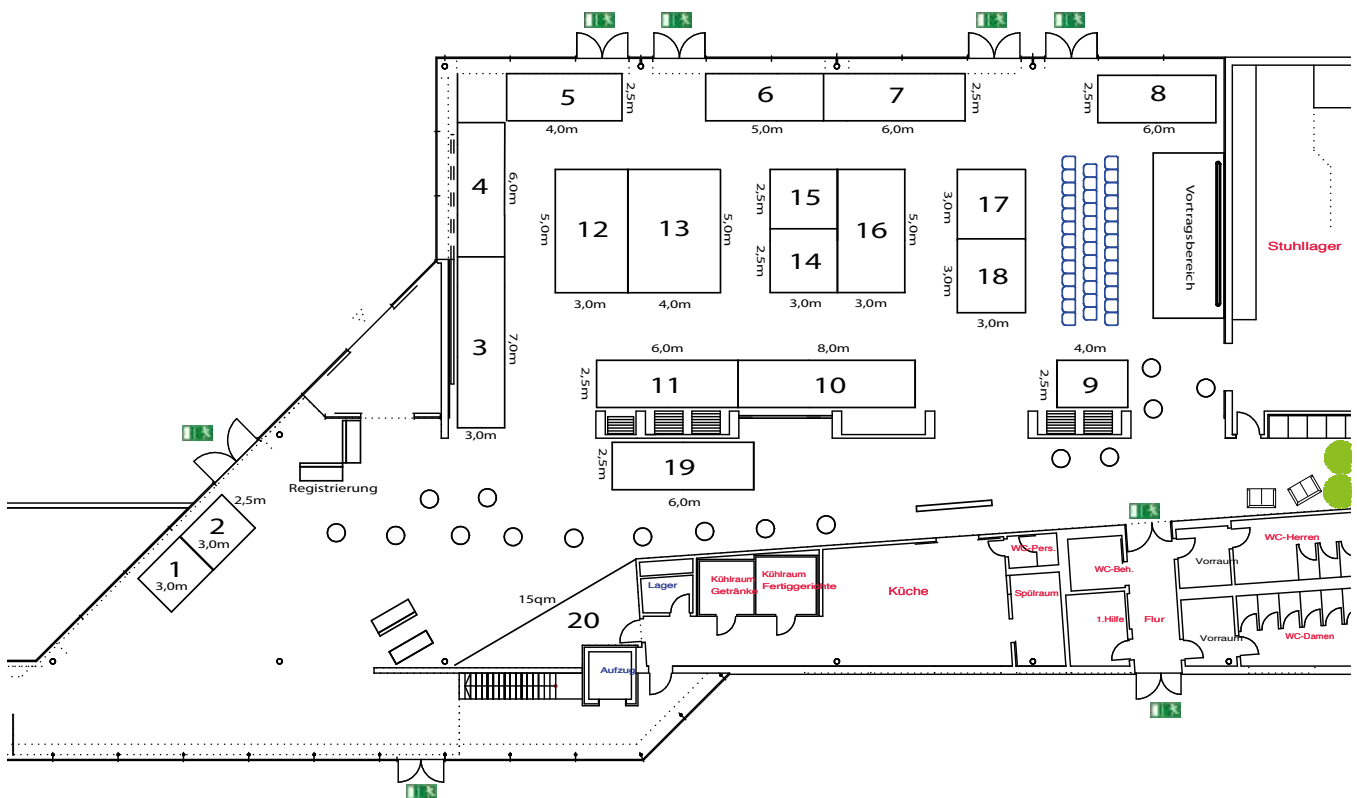 5
2,5m
4,0m
6
5,0m
7
2,5m
6,0m
2,5m
8
6,0m
4
6,0m
3
7,0m
3,0m
5,0m
12
3,0m
13
4,0m
5,0m
2,5m
15
2,5m
14
3,0m
16
3,0m
5,0m
3,0m
17
3,0m
18
3,0m
Vortragsbereich
Stuhllager
6,0m
2,5m
11
8,0m
10
4,0m
2,5m
9
2,5m
19
6,0m
Registrierung
2,5m
2
3,0m
1
3,0m
15qm
20
Lager
Aufzug
Kühlraum
Getränke
Kühlraum
Fertiggerichte
Küche
WC-Pers.
Spülraum
WC-Beh.
1.Hilfe
Flur
Vorraum
WC-Herren
Vorraum
WC-Damen